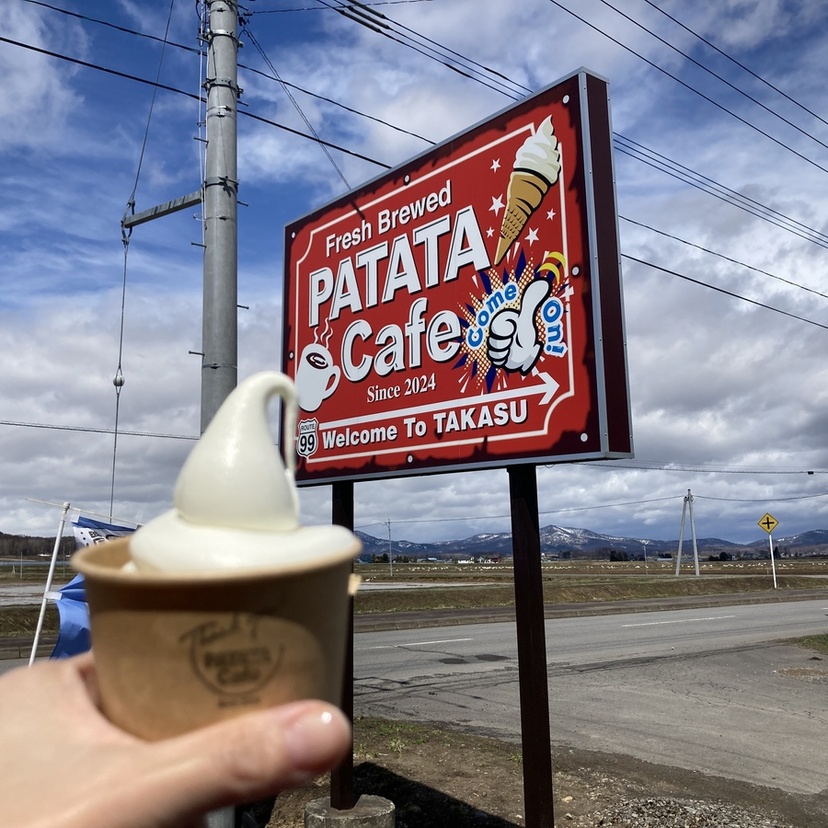 Fresh Brewed
PATATA
Cafe
Come On!
Since 2024
ROUTE
99
Welcome To TAKASU
PATATA
Cafe